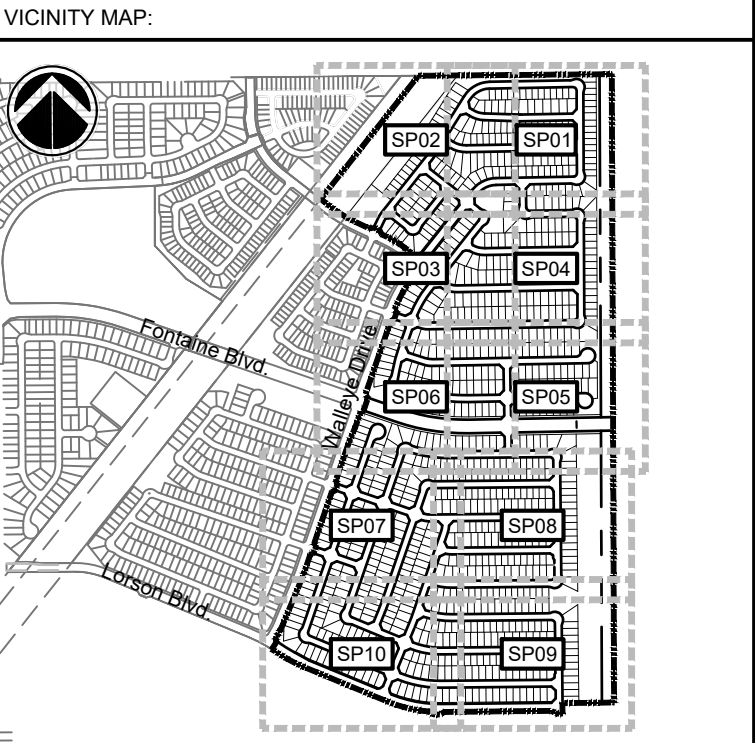 VICINITY MAP:
SP02
SP01
SP03
SP04
Fontaine Blvd.
Walleye Drive
SP06
SP05
SP07
SP08
Lorson Blvd.
SP10
SP09